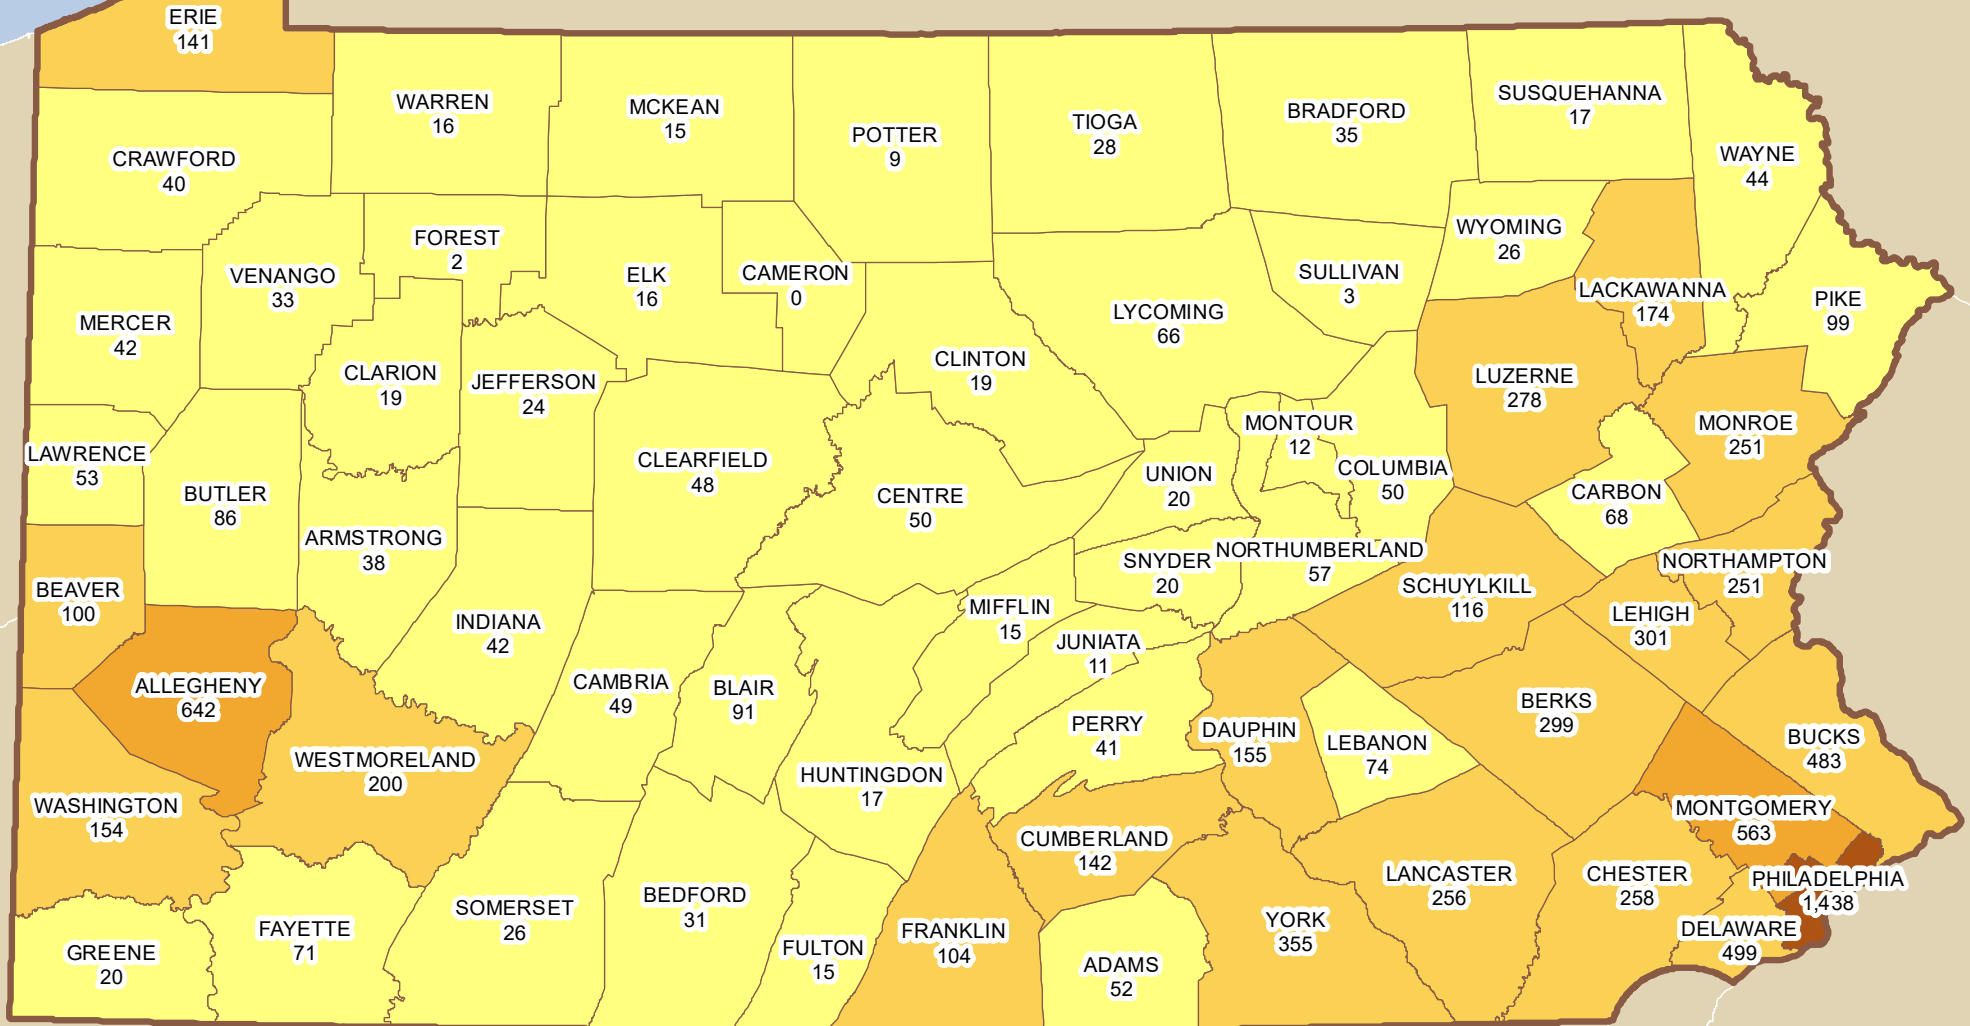 ERIE
141
WARREN
16
MCKEAN
15
POTTER
9
TIOGA
28
BRADFORD
35
SUSQUEHANNA
17
WAYNE
44
CRAWFORD
40
FOREST
2
VENANGO
33
ELK
16
CAMERON
0
SULLIVAN
3
WYOMING
26
LACKAWANNA
174
PIKE
99
MERCER
42
LYCOMING
66
CLARION
19
JEFFERSON
24
CLINTON
19
LUZERNE
278
MONROE
251
MONTOUR
12
LAWRENCE
53
BUTLER
86
CLEARFIELD
48
CENTRE
50
UNION
20
COLUMBIA
50
CARBON
68
ARMSTRONG
38
SNYDER
20
NORTHUMBERLAND
57
SCHUYLKILL
116
NORTHAMPTON
251
BEAVER
100
INDIANA
42
MIFFLIN
15
JUNIATA
11
LEHIGH
301
ALLEGHENY
642
CAMBRIA
49
BLAIR
91
PERRY
41
DAUPHIN
155
LEBANON
74
BERKS
299
BUCKS
483
WESTMORELAND
200
HUNTINGDON
17
WASHINGTON
154
CUMBERLAND
142
MONTGOMERY
563
LANCASTER
256
CHESTER
258
PHILADELPHIA
1,438
GREENE
20
FAYETTE
71
SOMERSET
26
BEDFORD
31
FULTON
15
FRANKLIN
104
ADAMS
52
YORK
355
DELAWARE
499